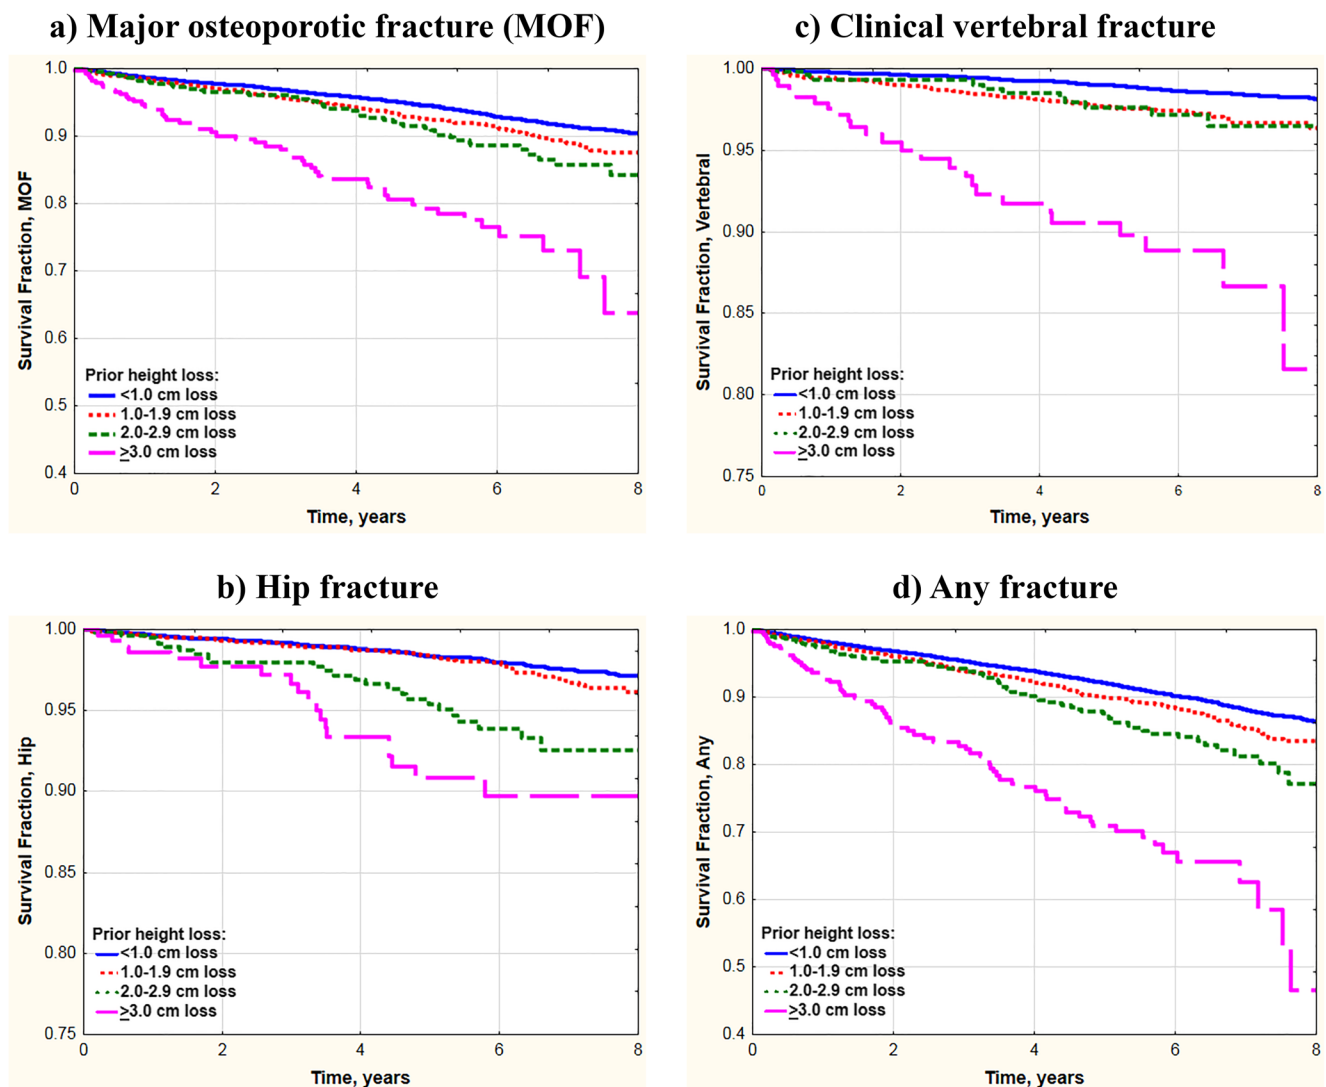 a) Major osteoporotic fracture (MOF)
1.0
0.9
0.8
0.7
0.6
0.5
0.4
Survival Fraction, MOF
Prior height loss:
<1.0 cm loss
1.0-1.9 cm loss
2.0-2.9 cm loss
≥3.0 cm loss
0 2 4 6 8
Time, years
c) Clinical vertebral fracture
1.00
0.95
0.90
0.85
0.80
0.75
Survival Fraction, Vertebral
Prior height loss:
<1.0 cm loss
1.0-1.9 cm loss
2.0-2.9 cm loss
≥3.0 cm loss
0 2 4 6 8
Time, years
b) Hip fracture
1.00
0.95
0.90
0.85
0.80
0.75
Survival Fraction, Hip
Prior height loss:
<1.0 cm loss
1.0-1.9 cm loss
2.0-2.9 cm loss
≥3.0 cm loss
0 2 4 6 8
Time, years
d) Any fracture
1.0
0.9
0.8
0.7
0.6
0.5
0.4
Survival Fraction, Any
Prior height loss:
<1.0 cm loss
1.0-1.9 cm loss
2.0-2.9 cm loss
≥3.0 cm loss
0 2 4 6 8
Time, years